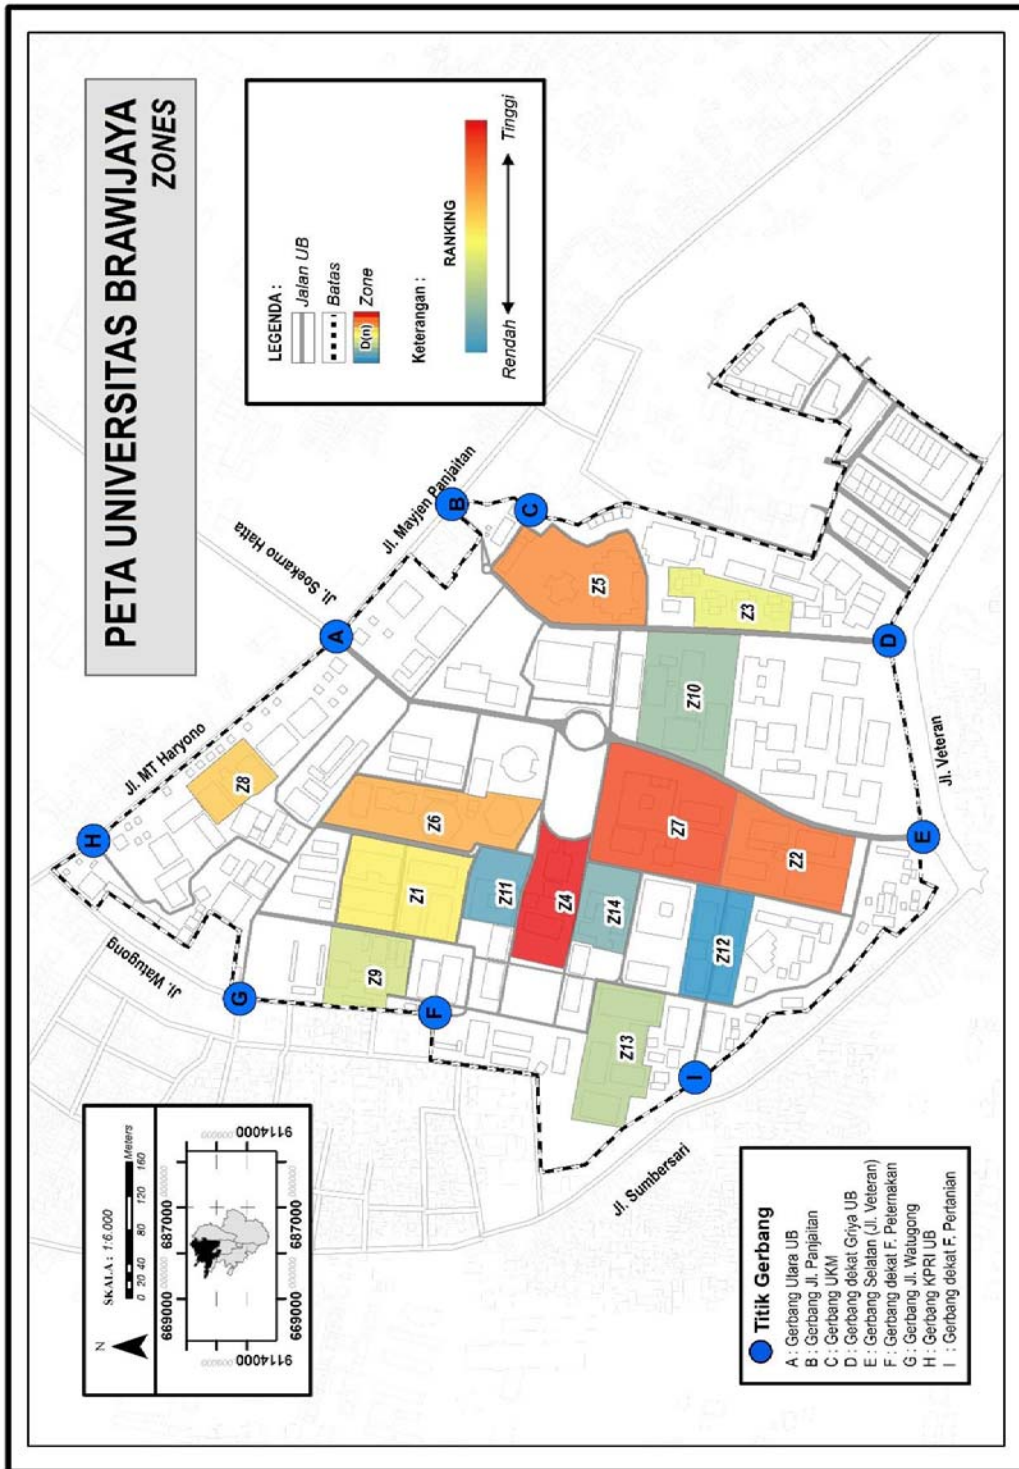 PETA UNIVERSITAS BRAWIJAYA
ZONES
LEGENDA :
Jalan UB
Batas
D(n)
Zone
Keterangan :
RANKING
Rendah
Tinggi
Jl. MT Haryono
Jl. Soekarno Hatta
Jl. Mayjen Panjaitan
Jl. Watugong
Jl. Sumbersari
Jl. Veteran
A
B
C
D
E
F
G
H
I
Z1
Z2
Z3
Z4
Z5
Z6
Z7
Z8
Z9
Z10
Z11
Z12
Z13
Z14
N
SKALA : 1:6.000
0 20 40 80 120 160
Meters
669000 687000
9114000
9114000
669000 687000
Titik Gerbang
A : Gerbang Utara UB
B : Gerbang Jl. Panjaitan
C : Gerbang UKM
D : Gerbang dekat Griya UB
E : Gerbang Selatan (Jl. Veteran)
F : Gerbang dekat F. Peternakan
G : Gerbang Jl. Watugong
H : Gerbang KPRI UB
I : Gerbang dekat F. Pertanian